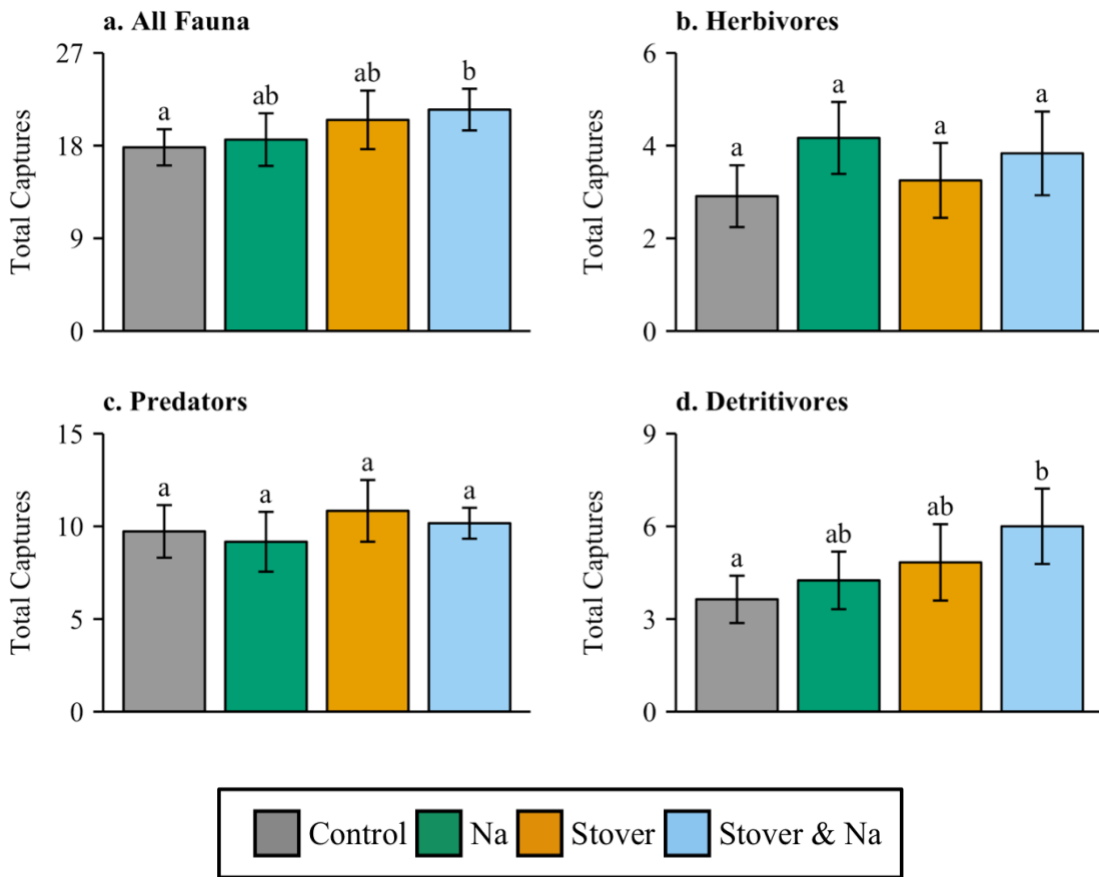 a. All Fauna
Total Captures
27
18
9
0
a
ab
ab
b
b. Herbivores
Total Captures
6
4
2
0
a
a
a
a
c. Predators
Total Captures
15
10
5
0
a
a
a
a
d. Detritivores
Total Captures
9
6
3
0
a
ab
ab
b
Control Na Stover Stover & Na